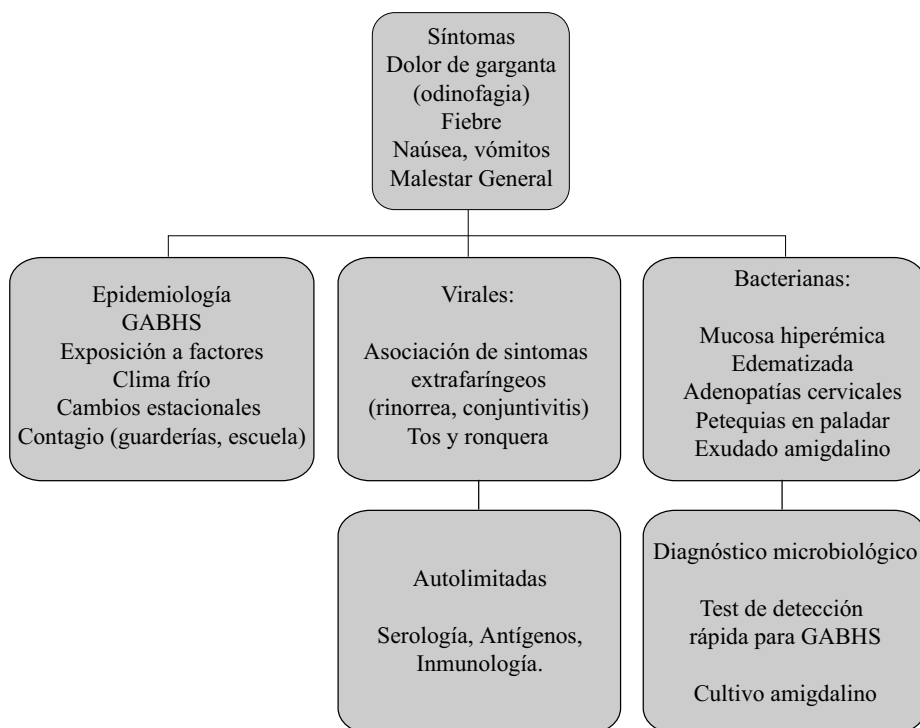 Síntomas
Dolor de garganta
(odinofagia)
Fiebre
Naúsea, vómitos
Malestar General
Epidemiología
GABHS
Exposición a factores
Clima frío
Cambios estacionales
Contagio (guarderías, escuela)
Virales:
Asociación de sintomas
extrafaríngeos
(rinorrea, conjuntivitis)
Tos y ronquera
Bacterianas:
Mucosa hiperémica
Edematizada
Adenopatías cervicales
Petequias en paladar
Exudado amigdalino
Autolimitadas
Serología, Antígenos,
Inmunología.
Diagnóstico microbiológico
Test de detección
rápida para GABHS
Cultivo amigdalino